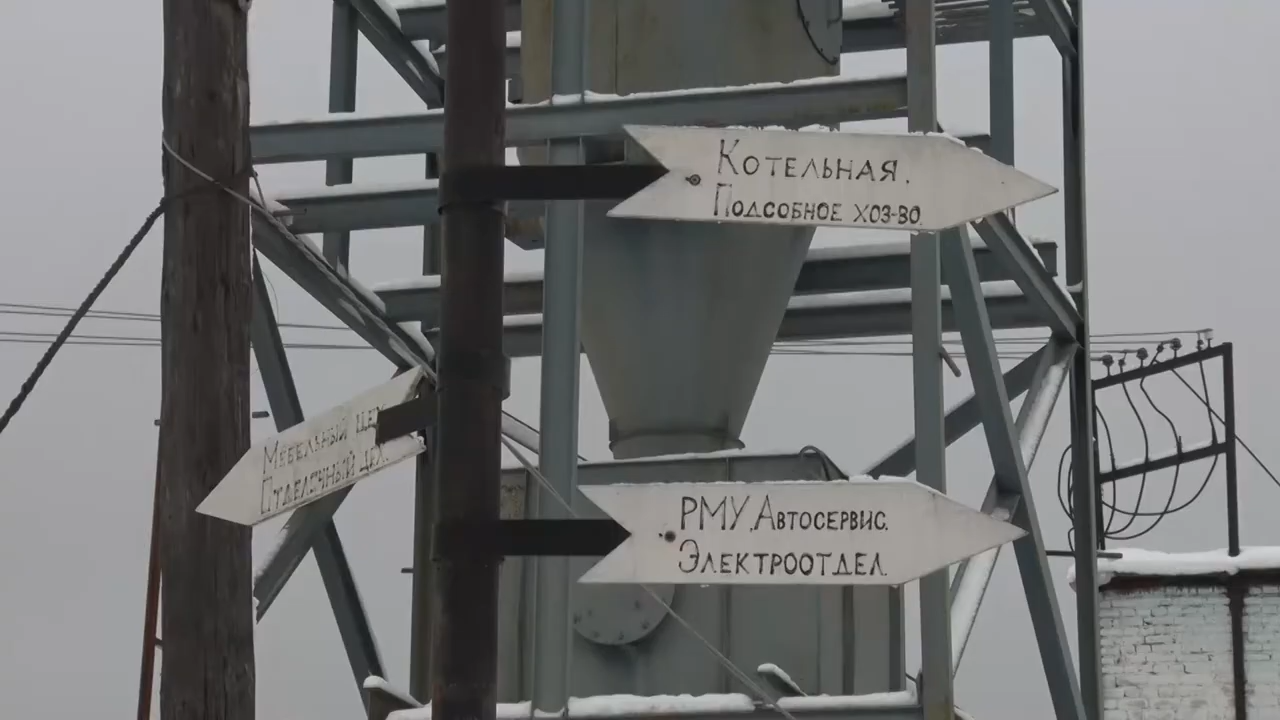 Котельная.
Подсобное хоз-во
Мебельный цех
Отделочный цех.
РМУ, Автосервис.
Электроотдел.